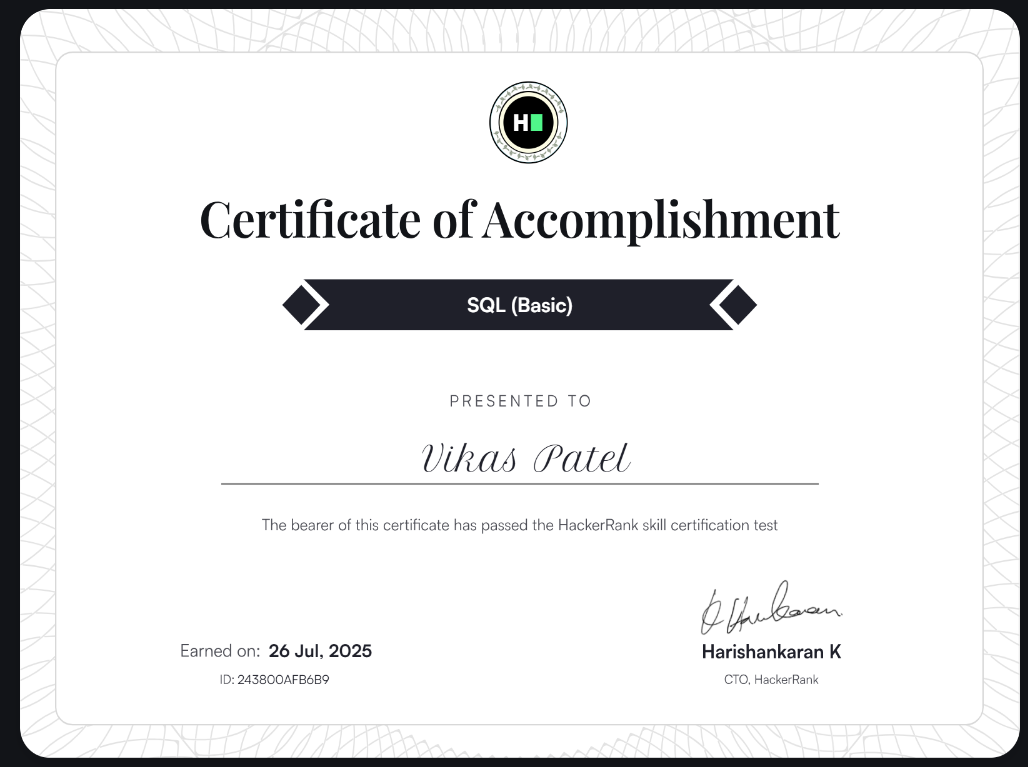 H
Certificate of Accomplishment
SQL (Basic)
PRESENTED TO
Vikas Patel
The bearer of this certificate has passed the HackerRank skill certification test
Earned on: 26 Jul, 2025
ID: 243800AFB6B9
Harishankaran K
CTO, HackerRank